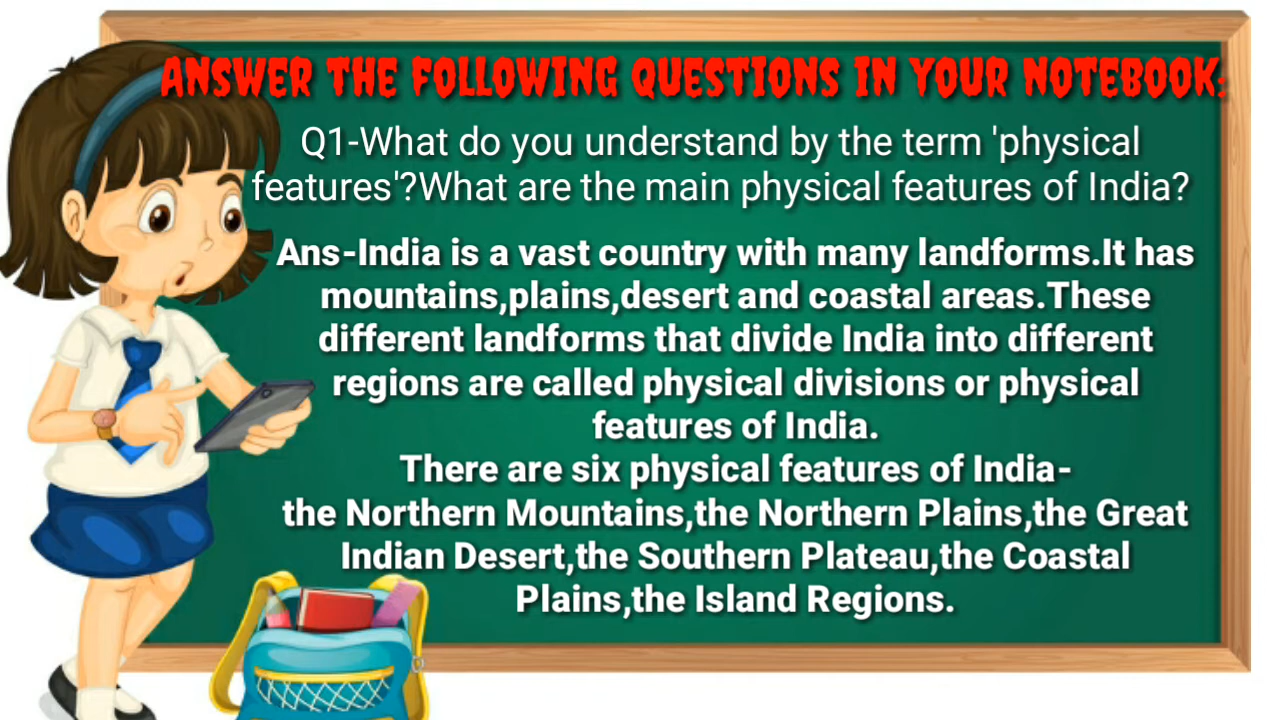 ANSWER THE FOLLOWING QUESTIONS IN YOUR NOTEBOOK:
Q1-What do you understand by the term 'physical
features'?What are the main physical features of India?
Ans-India is a vast country with many landforms.It has
mountains,plains,desert and coastal areas.These
different landforms that divide India into different
regions are called physical divisions or physical
features of India.
There are six physical features of India-
the Northern Mountains,the Northern Plains,the Great
Indian Desert,the Southern Plateau,the Coastal
Plains,the Island Regions.